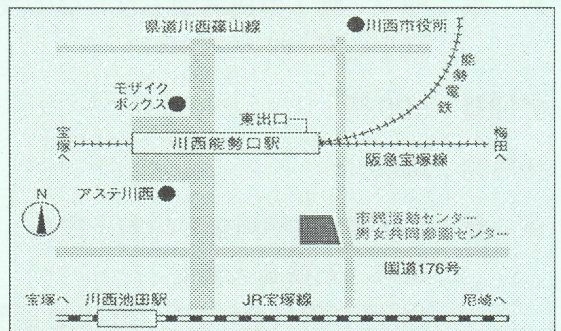 県道川西篠山線
川西市役所
能勢電鉄
モザイク
ボックス
東出口
宝塚へ
川西能勢口駅
梅田へ
阪急宝塚線
アステ川西
N
市民活動センター
男女共同参画センター
国道176号
宝塚へ
川西池田駅
JR宝塚線
尼崎へ